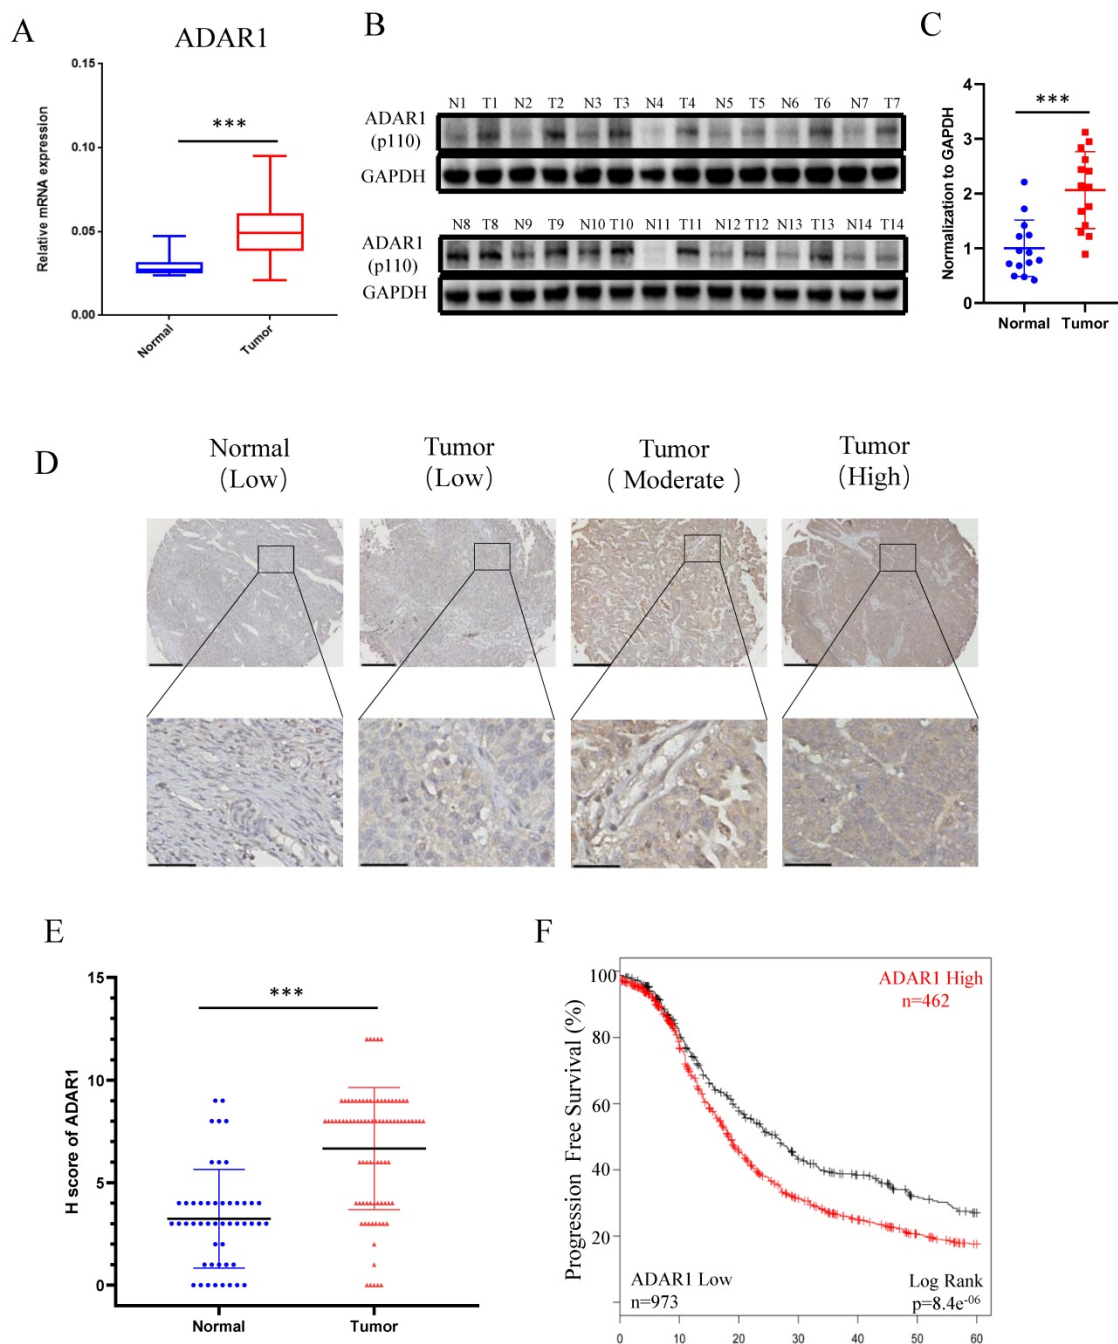 A
ADAR1
0.15
0.10
0.05
0.00
Relative mRNA expression
***
Normal
Tumor
B
N1 T1 N2 T2 N3 T3 N4 T4 N5 T5 N6 T6 N7 T7
ADAR1
(p110)
GAPDH
N8 T8 N9 T9 N10 T10 N11 T11 N12 T12 N13 T13 N14 T14
ADAR1
(p110)
GAPDH
C
Normalization to GAPDH
4
3
2
1
0
***
Normal Tumor
D
Normal
(Low)
Tumor
(Low)
Tumor
( Moderate )
Tumor
(High)
E
H score of ADAR1
15
10
5
0
***
Normal
Tumor
F
Progression Free Survival (%)
100
80
60
40
20
ADAR1 High
n=462
ADAR1 Low
n=973
Log Rank
p=8.4e-06
0 10 20 30 40 50 60